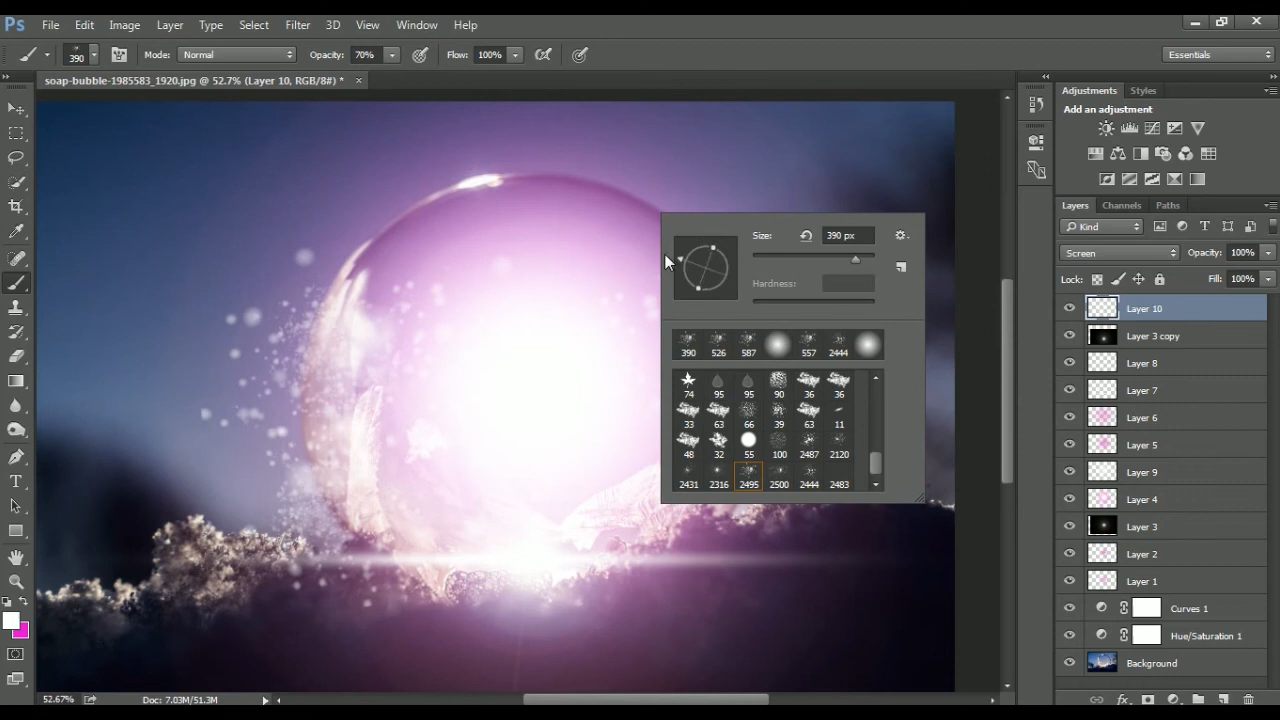 Ps File Edit Image Layer Type Select Filter 3D View Window Help
390 Mode: Normal Opacity: 70% Flow: 100% Essentials
soap-bubble-1985583_1920.jpg @ 52.7% (Layer 10, RGB/8#) *
Adjustments Styles
Add an adjustment
Layers Channels Paths
Kind
Screen Opacity: 100%
Lock: Fill: 100%
Layer 10
Layer 3 copy
Layer 8
Layer 7
Layer 6
Layer 5
Layer 9
Layer 4
Layer 3
Layer 2
Layer 1
Curves 1
Hue/Saturation 1
Background
fx
Size: 390 px
Hardness:
390 526 587 557 2444
74 95 95 90 36 36
33 63 66 39 63 11
48 32 55 100 2487 2120
2431 2316 2495 2500 2444 2483
T
52.67% Doc: 7.03M/51.3M